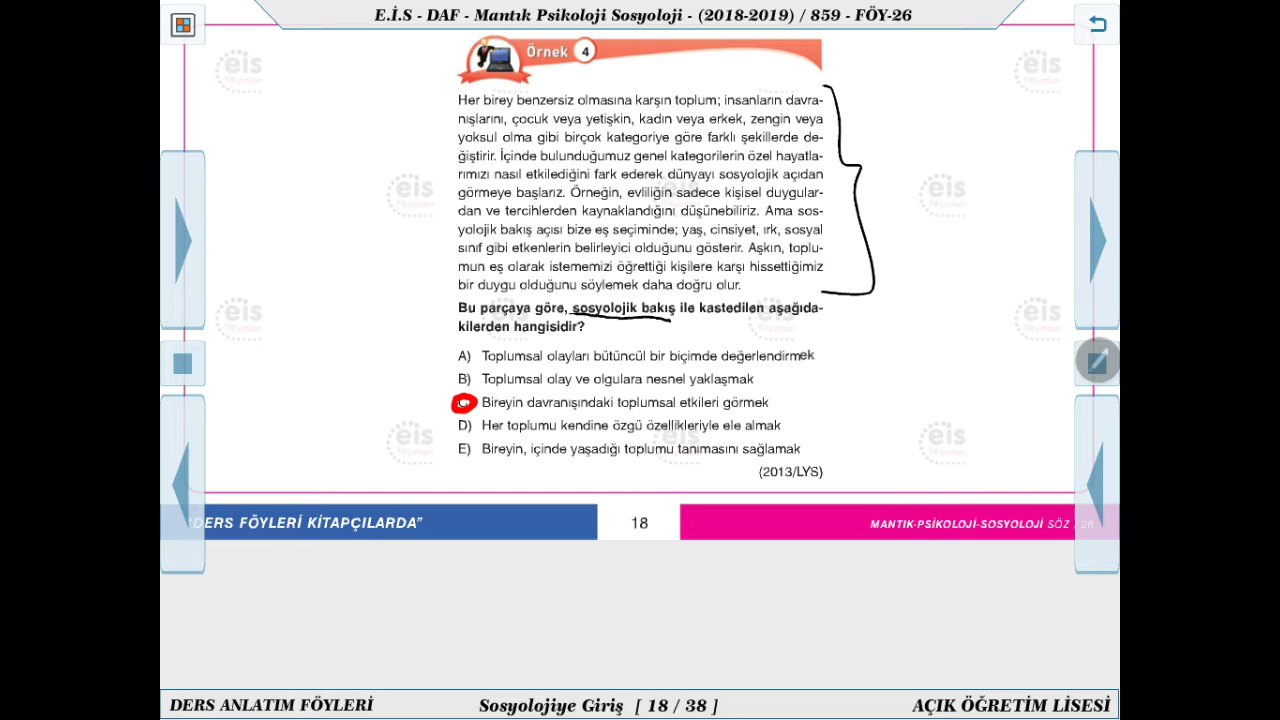 E.İ.S - DAF - Mantık Psikoloji Sosyoloji - (2018-2019) / 859 - FÖY-26
Örnek 4
Her birey benzersiz olmasına karşın toplum; insanların davra-
nışlarını, çocuk veya yetişkin, kadın veya erkek, zengin veya
yoksul olma gibi birçok kategoriye göre farklı şekillerde de-
ğiştirir. İçinde bulunduğumuz genel kategorilerin özel hayatla-
rımızı nasıl etkilediğini fark ederek dünyayı sosyolojik açıdan
görmeye başlarız. Örneğin, evliliğin sadece kişisel duygular-
dan ve tercihlerden kaynaklandığını düşünebiliriz. Ama sos-
yolojik bakış açısı bize eş seçiminde; yaş, cinsiyet, ırk, sosyal
sınıf gibi etkenlerin belirleyici olduğunu gösterir. Aşkın, toplu-
mun eş olarak istememizi öğrettiği kişilere karşı hissettiğimiz
bir duygu olduğunu söylemek daha doğru olur.
Bu parçaya göre, sosyolojik bakış ile kastedilen aşağıda-
kilerden hangisidir?
A) Toplumsal olayları bütüncül bir biçimde değerlendirmek
B) Toplumsal olay ve olgulara nesnel yaklaşmak
Bireyin davranışındaki toplumsal etkileri görmek
D) Her toplumu kendine özgü özellikleriyle ele almak
E) Bireyin, içinde yaşadığı toplumu tanımasını sağlamak
(2013/LYS)
"DERS FÖYLERİ KİTAPÇILARDA"
18
MANTIK-PSİKOLOJİ-SOSYOLOJİ SÖZ / 26
DERS ANLATIM FÖYLERİ
Sosyolojiye Giriş [ 18 / 38 ]
AÇIK ÖĞRETİM LİSESİ
eis
Yayınları